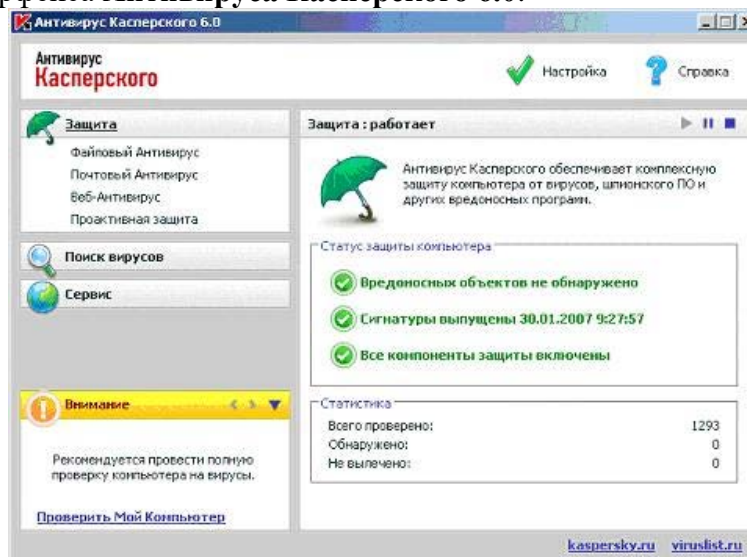 Антивируса Касперского 6.0.
Антивирус Касперского 6.0
Антивирус
Касперского
Настройка
Справка
Защита
Файловый Антивирус
Почтовый Антивирус
Веб-Антивирус
Проактивная защита
Поиск вирусов
Сервис
Внимание
Рекомендуется провести полную
проверку компьютера на вирусы.
Проверить Мой Компьютер
Защита : работает
Антивирус Касперского обеспечивает комплексную
защиту компьютера от вирусов, шпионского ПО и
других вредоносных программ.
Статус защиты компьютера
Вредоносных объектов не обнаружено
Сигнатуры выпущены 30.01.2007 9:27:57
Все компоненты защиты включены
Статистика
Всего проверено: 1293
Обнаружено: 0
Не вылечено: 0
kaspersky.ru viruslist.ru